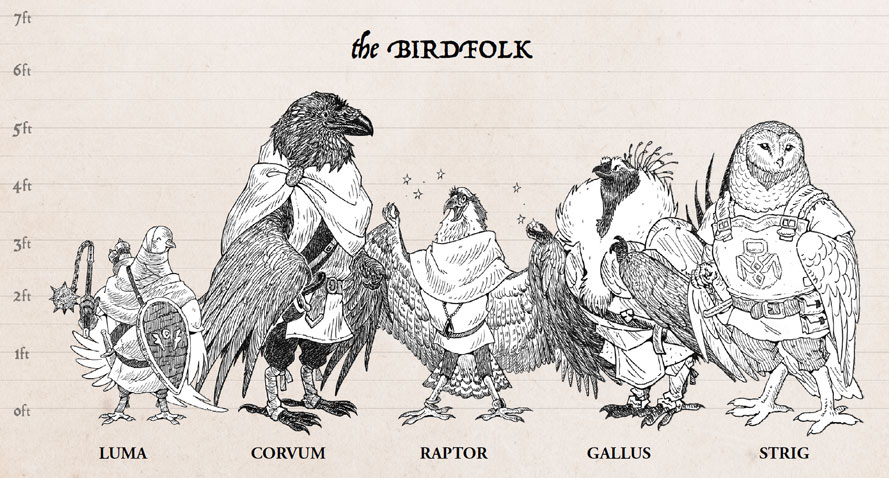 the BIRDFOLK
7ft
6ft
5ft
4ft
3ft
2ft
1ft
0ft
LUMA CORVUM RAPTOR GALLUS STRIG